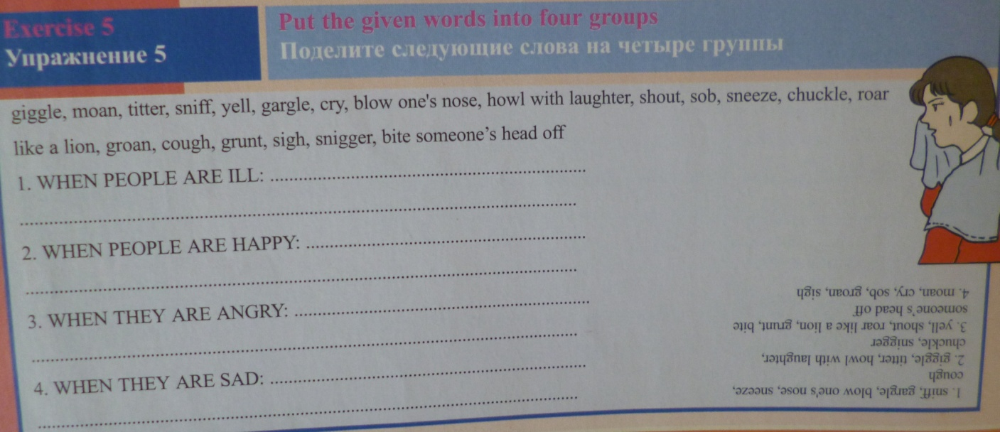 Exercise 5
Упражнение 5
Put the given words into four groups
Поделите следующие слова на четыре группы
giggle, moan, titter, sniff, yell, gargle, cry, blow one's nose, howl with laughter, shout, sob, sneeze, chuckle, roar
like a lion, groan, cough, grunt, sigh, snigger, bite someone's head off
1. WHEN PEOPLE ARE ILL: ..........
..........
2. WHEN PEOPLE ARE HAPPY: ..........
..........
3. WHEN THEY ARE ANGRY: ..........
..........
4. WHEN THEY ARE SAD: ..........
..........
1. sniff, gargle, blow one's nose, sneeze,
cough
2. giggle, titter, howl with laughter,
chuckle, snigger
3. yell, shout, roar like a lion, grunt, bite
someone's head off
4. moan, cry, sob, groan, sigh